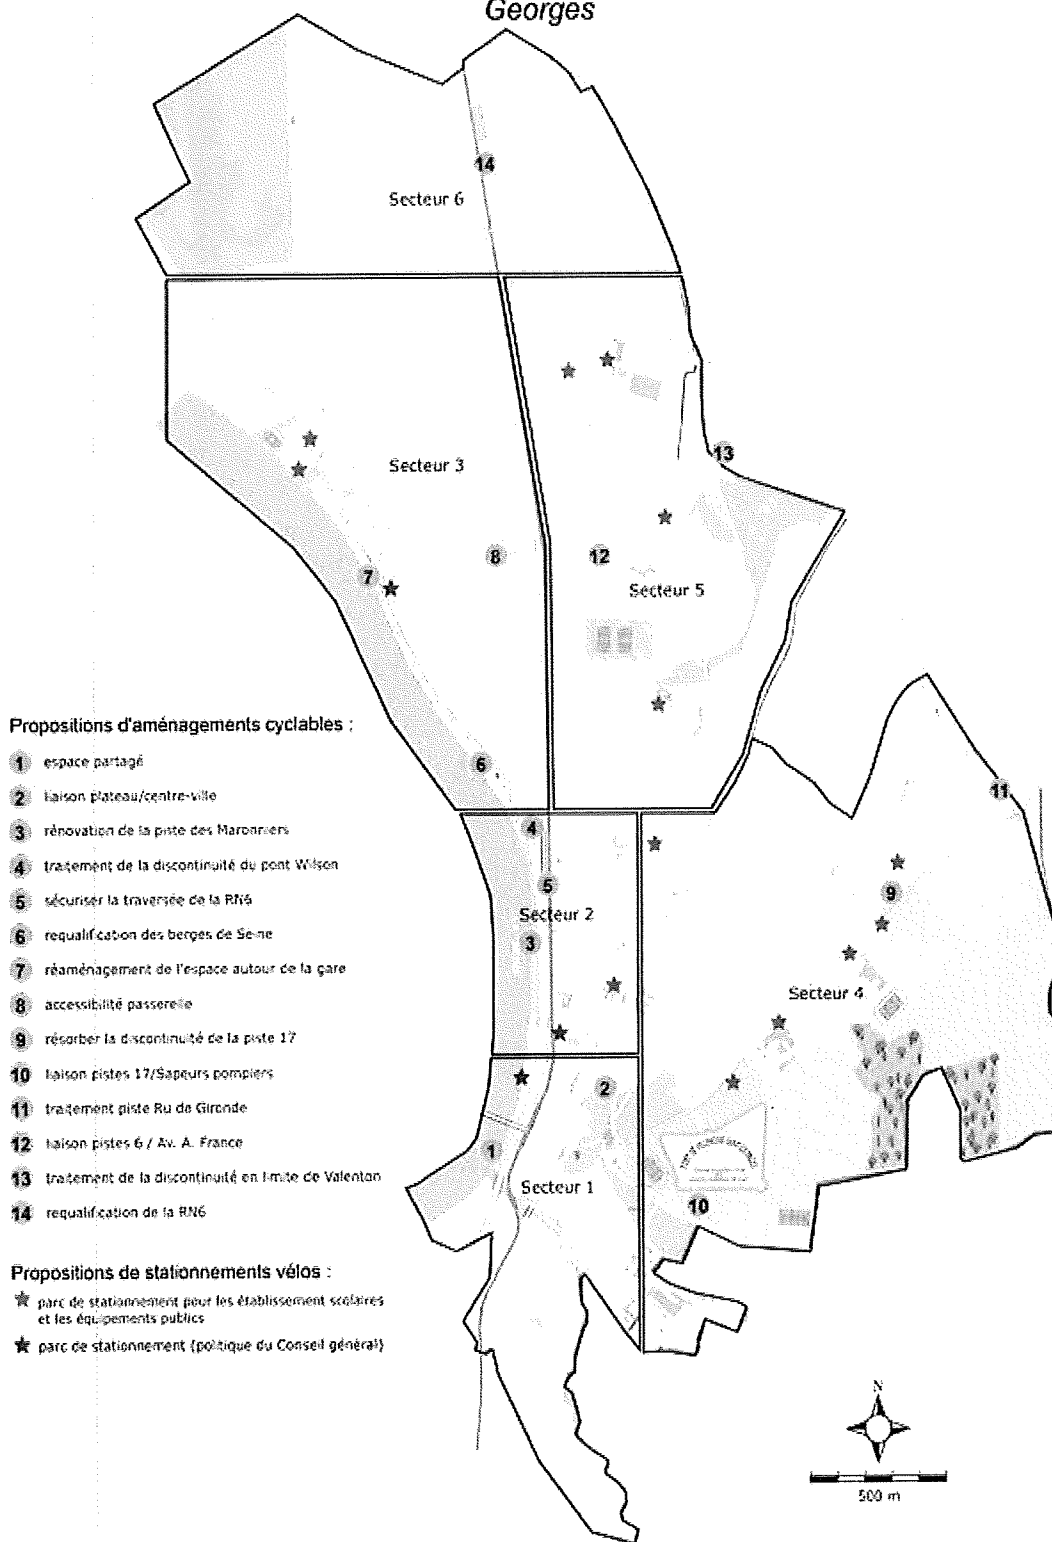 Georges
14
Secteur 6
Secteur 3
13
8
12
7
Secteur 5
6
11
4
5
9
Secteur 2
3
Secteur 4
2
1
Secteur 1
10
Propositions d'aménagements cyclables :
1 espace partagé
2 liaison plateau/centre-ville
3 rénovation de la piste des Maronniers
4 traitement de la discontinuité du pont Wilson
5 sécuriser la traversée de la RN6
6 requalification des berges de Seine
7 réaménagement de l'espace autour de la gare
8 accessibilité passerelle
9 résorber la discontinuité de la piste 17
10 liaison pistes 17/Sapeurs pompiers
11 traitement piste Ru de Gironde
12 liaison pistes 6 / Av. A. France
13 traitement de la discontinuité en limite de Valenton
14 requalification de la RN6
Propositions de stationnements vélos :
parc de stationnement pour les établissement scolaires
et les équipements publics
parc de stationnement (politique du Conseil général)
N
500 m